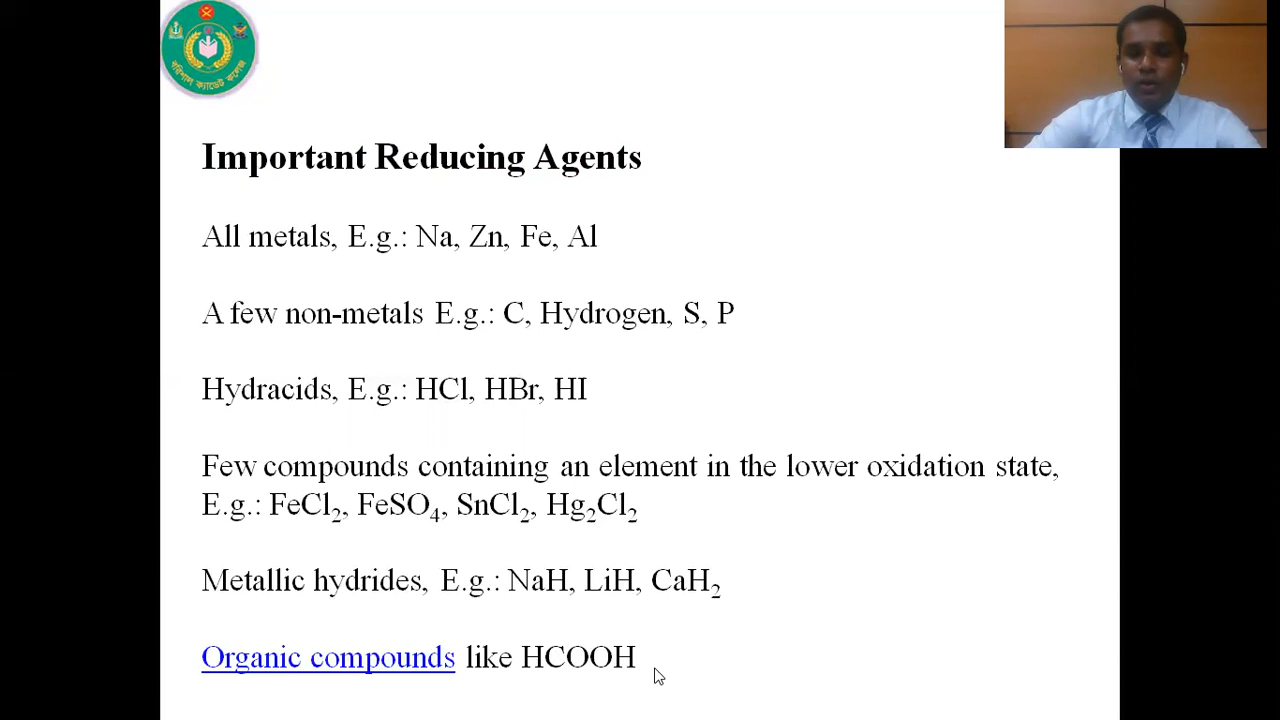 বরিশাল ক্যাডেট কলেজ
Important Reducing Agents
All metals, E.g.: Na, Zn, Fe, Al
A few non-metals E.g.: C, Hydrogen, S, P
Hydracids, E.g.: HCl, HBr, HI
Few compounds containing an element in the lower oxidation state,
E.g.: FeCl₂, FeSO₄, SnCl₂, Hg₂Cl₂
Metallic hydrides, E.g.: NaH, LiH, CaH₂
Organic compounds like HCOOH